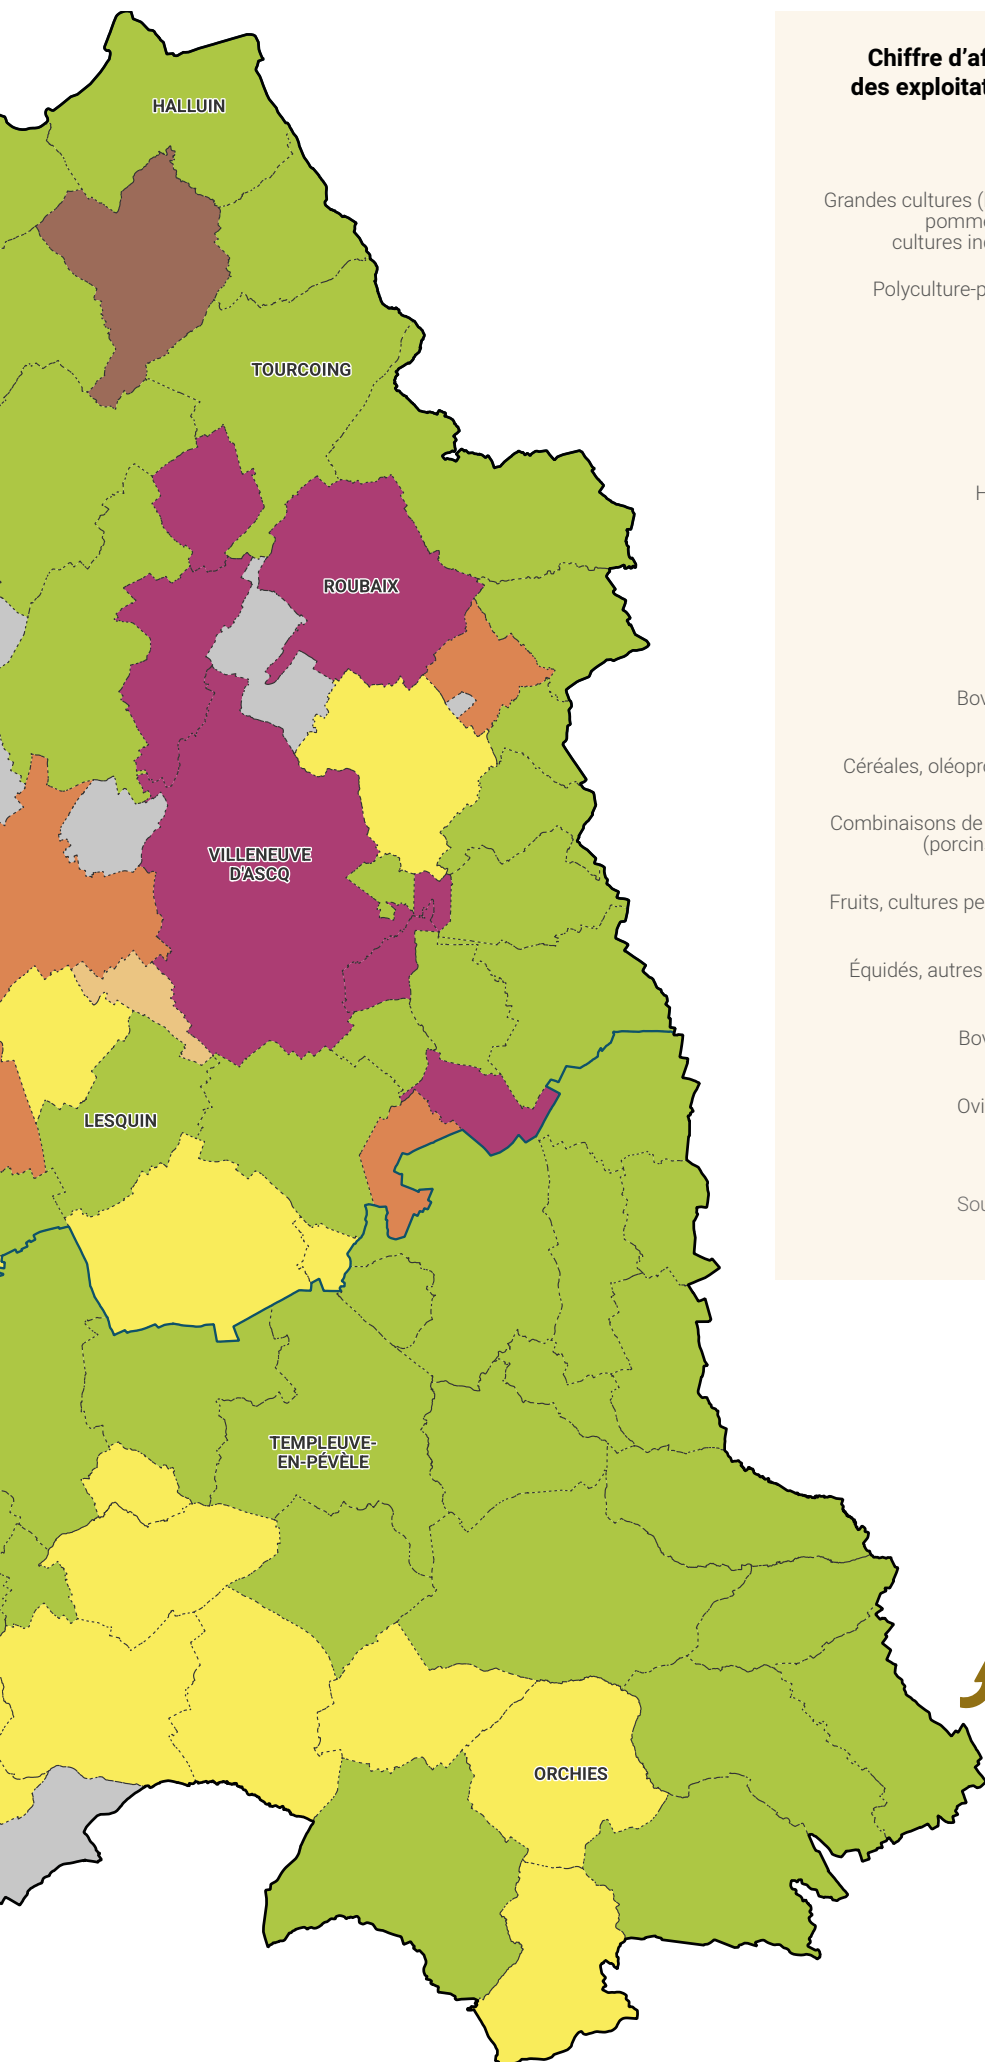 Chiffre d'af
des exploitat
HALLUIN
Grandes cultures (
pomme
cultures in
Polyculture-p
TOURCOING
H
ROUBAIX
Bov
Céréales, oléopro
Combinaisons de
(porcins
VILLENEUVE
D'ASCQ
Fruits, cultures pe
Équidés, autres
Bov
Ovi
LESQUIN
Sou
TEMPLEUVE-
EN-PÉVÈLE
ORCHIES